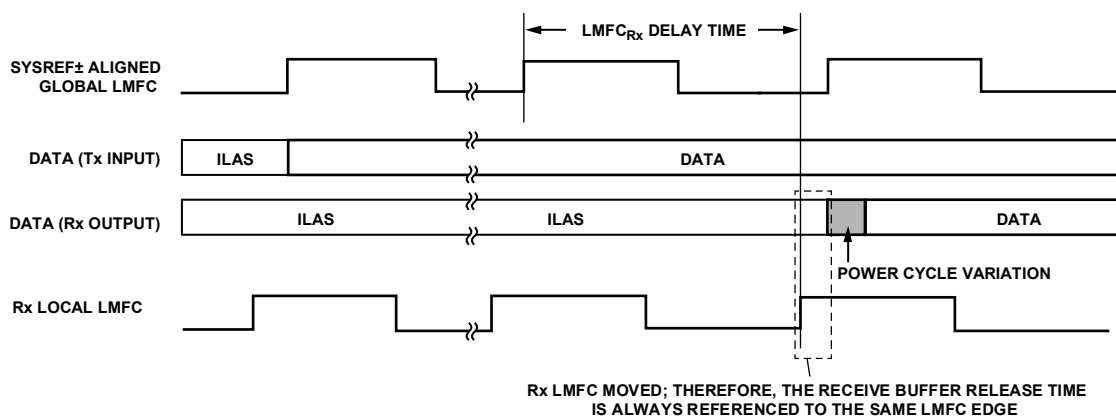 LMFCRx DELAY TIME
SYSREF± ALIGNED
GLOBAL LMFC
DATA (Tx INPUT)
ILAS
DATA
DATA (Rx OUTPUT)
ILAS
ILAS
DATA
POWER CYCLE VARIATION
Rx LOCAL LMFC
Rx LMFC MOVED; THEREFORE, THE RECEIVE BUFFER RELEASE TIME
IS ALWAYS REFERENCED TO THE SAME LMFC EDGE